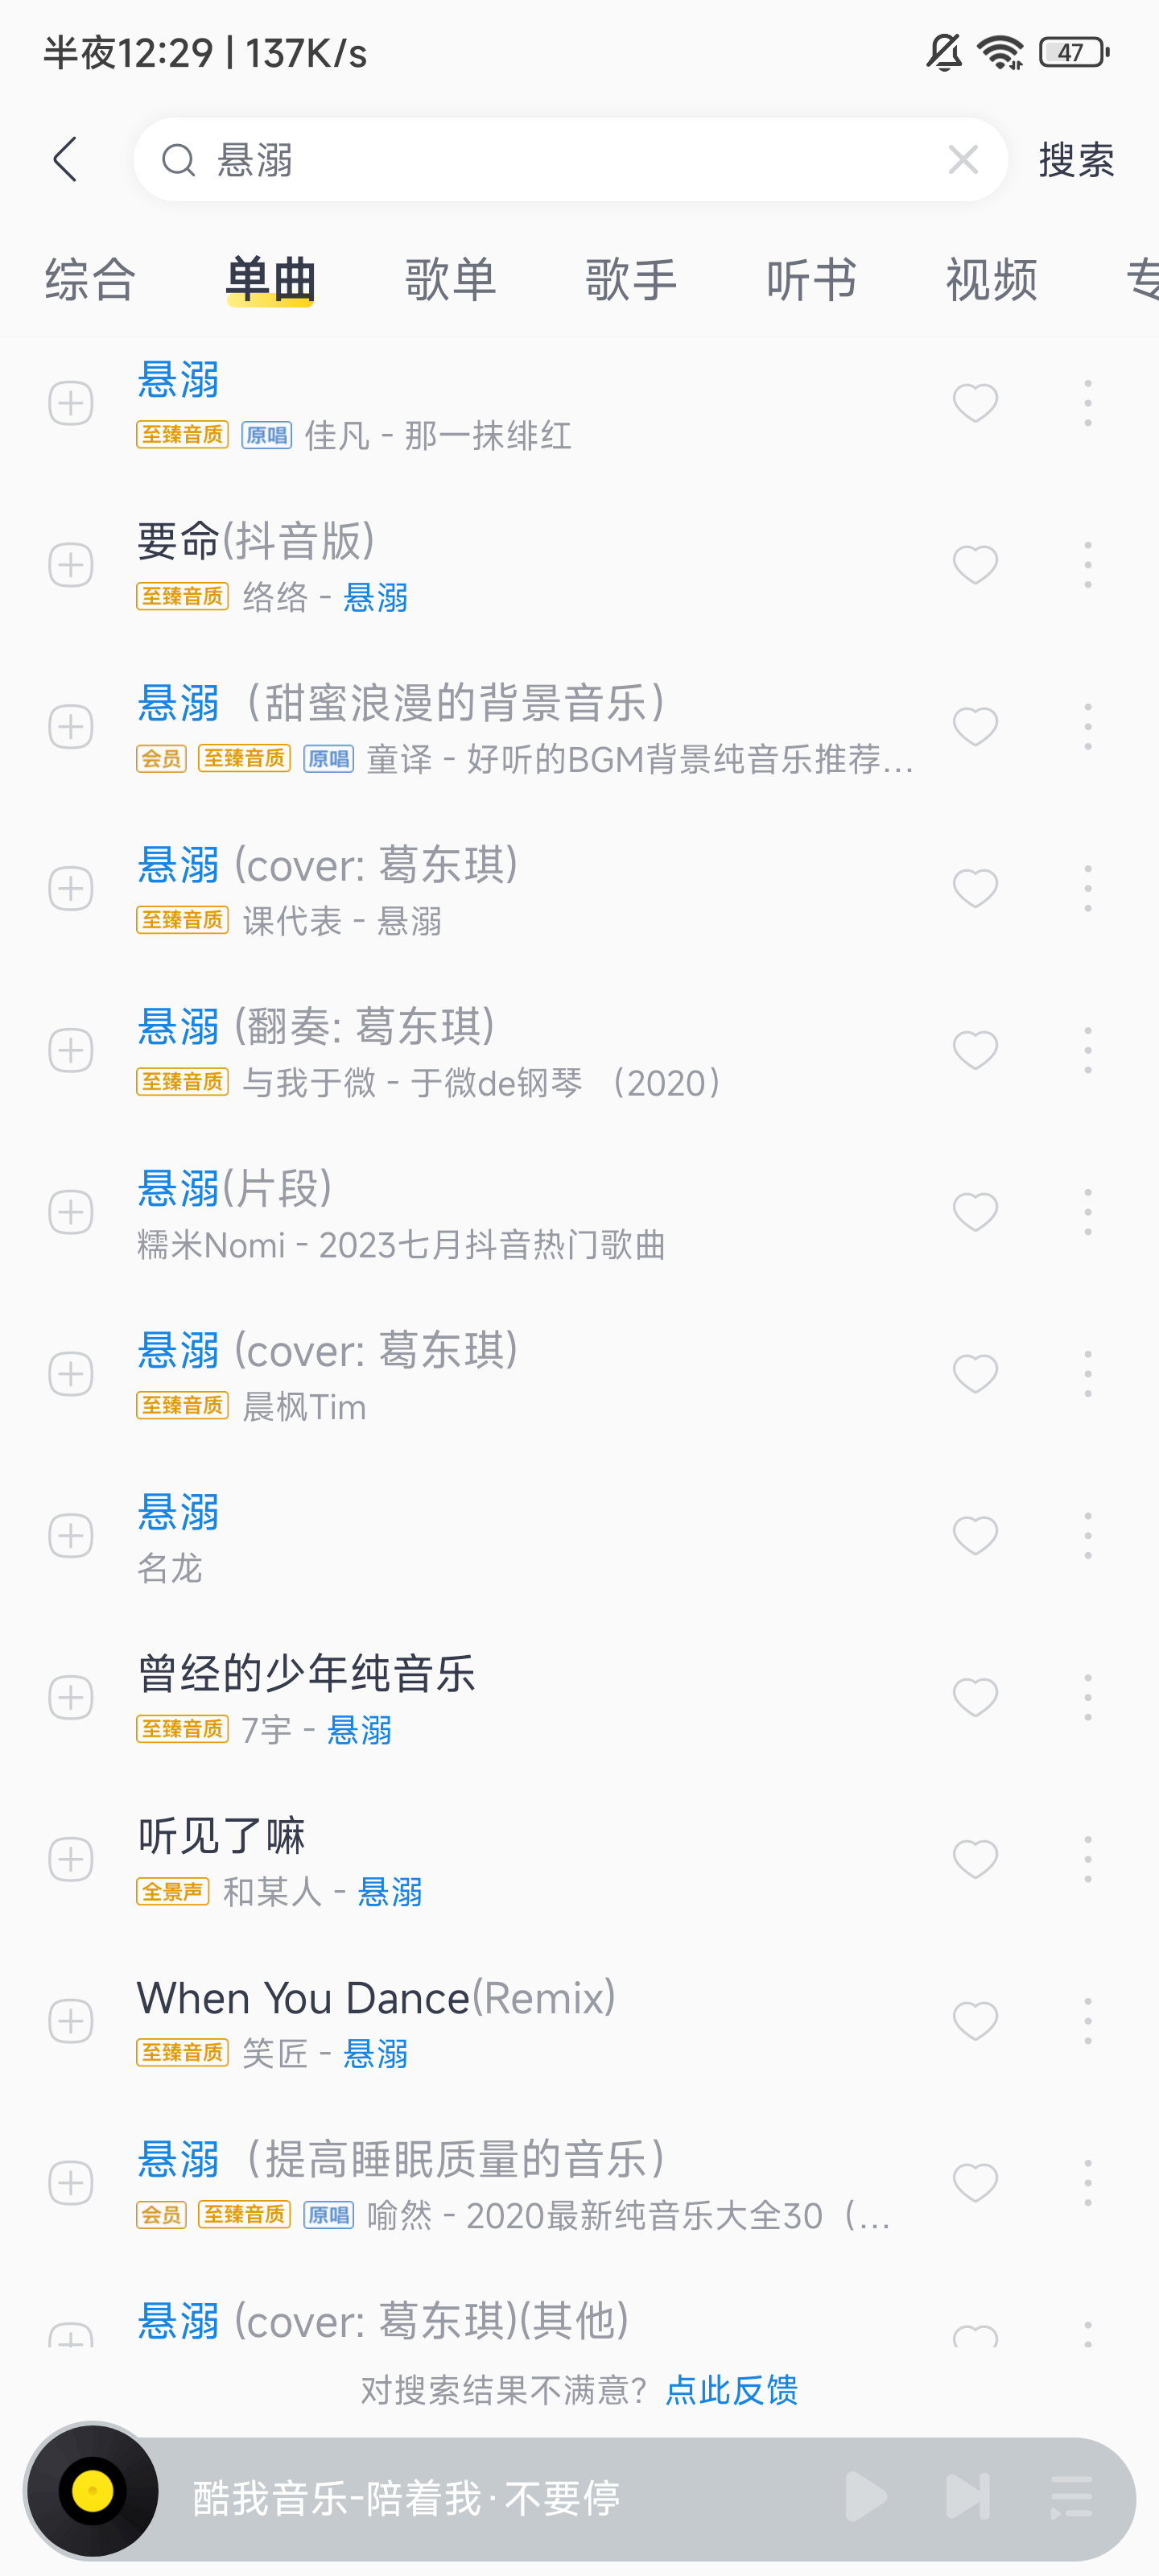 半夜12:29 | 137K/s 47
悬溺 搜索
综合 单曲 歌单 歌手 听书 视频
悬溺
至臻音质 原唱 佳凡 - 那一抹绯红
要命(抖音版)
至臻音质 络络 - 悬溺
悬溺（甜蜜浪漫的背景音乐）
会员 至臻音质 原唱 童译 - 好听的BGM背景纯音乐推荐...
悬溺 (cover: 葛东琪)
至臻音质 课代表 - 悬溺
悬溺 (翻奏: 葛东琪)
至臻音质 与我于微 - 于微de钢琴 （2020）
悬溺(片段)
糯米Nomi - 2023七月抖音热门歌曲
悬溺 (cover: 葛东琪)
至臻音质 晨枫Tim
悬溺
名龙
曾经的少年纯音乐
至臻音质 7宇 - 悬溺
听见了嘛
全景声 和某人 - 悬溺
When You Dance(Remix)
至臻音质 笑匠 - 悬溺
悬溺（提高睡眠质量的音乐）
会员 至臻音质 原唱 喻然 - 2020最新纯音乐大全30（...
悬溺 (cover: 葛东琪)(其他)
对搜索结果不满意？点此反馈
酷我音乐-陪着我·不要停